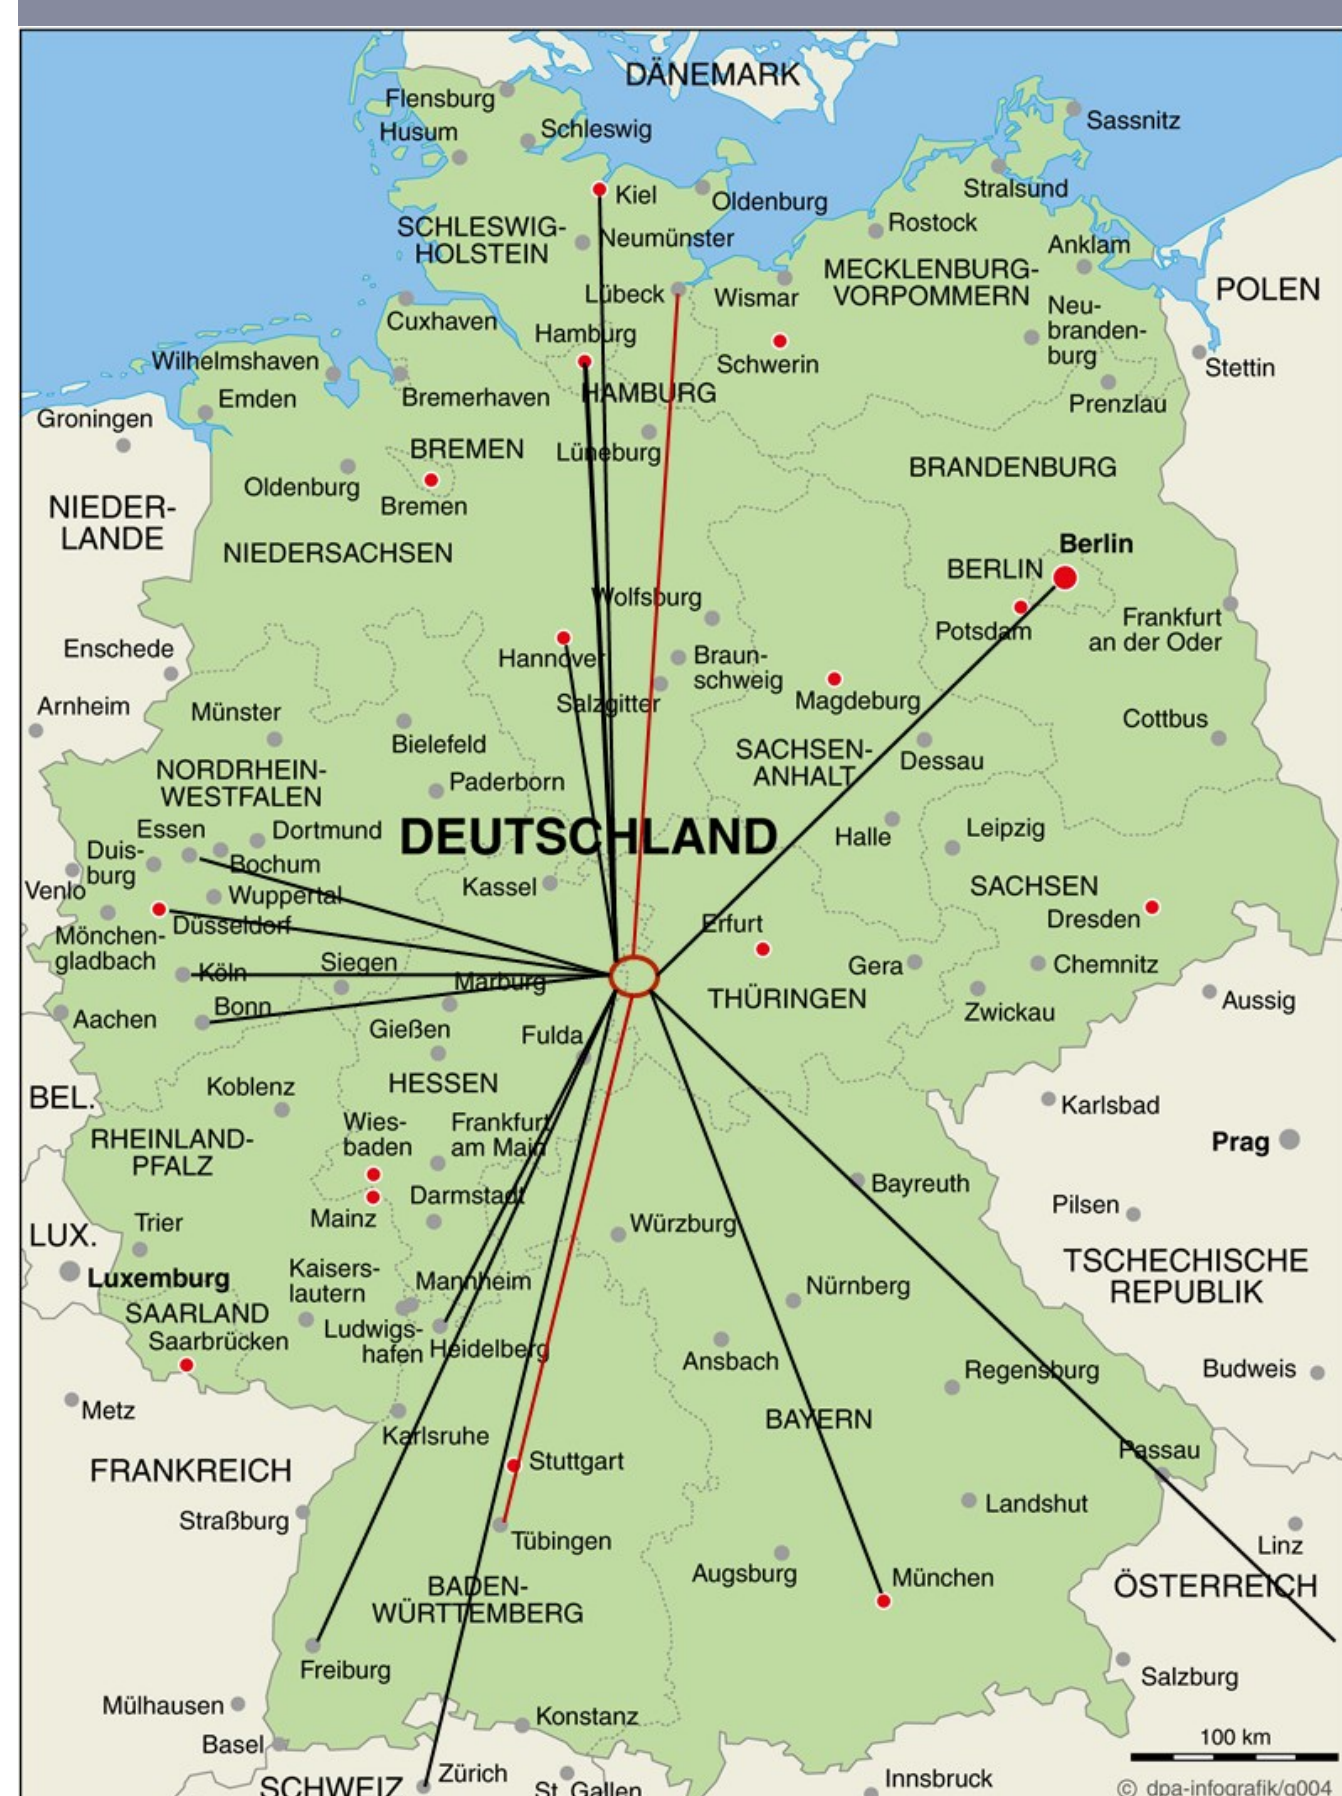 DÄNEMARK
Flensburg
Husum
Schleswig
Sassnitz
Kiel
Oldenburg
Stralsund
SCHLESWIG-
HOLSTEIN
Neumünster
Rostock
Anklam
MECKLENBURG-
VORPOMMERN
POLEN
Lübeck
Wismar
Neu-
branden-
burg
Cuxhaven
Hamburg
Schwerin
Stettin
Wilhelmshaven
Emden
Bremerhaven
HAMBURG
Prenzlau
Groningen
BREMEN
Lüneburg
BRANDENBURG
Oldenburg
Bremen
NIEDER-
LANDE
NIEDERSACHSEN
Berlin
BERLIN
Wolfsburg
Potsdam
Frankfurt
an der Oder
Enschede
Hannover
Braun-
schweig
Salzgitter
Magdeburg
Arnheim
Münster
Bielefeld
Cottbus
SACHSEN-
ANHALT
Dessau
NORDRHEIN-
WESTFALEN
Paderborn
Essen
Dortmund
DEUTSCHLAND
Halle
Leipzig
Duis-
burg
Bochum
Venlo
Wuppertal
Kassel
SACHSEN
Düsseldorf
Erfurt
Dresden
Mönchen-
gladbach
Köln
Siegen
Marburg
Gera
Chemnitz
Aachen
Bonn
Gießen
Fulda
THÜRINGEN
Zwickau
Aussig
BEL.
Koblenz
HESSEN
Karlsbad
RHEINLAND-
PFALZ
Wies-
baden
Frankfurt
am Main
Prag
Mainz
Darmstadt
Bayreuth
Pilsen
LUX.
Trier
Würzburg
Luxemburg
Kaisers-
lautern
Mannheim
Nürnberg
TSCHECHISCHE
REPUBLIK
SAARLAND
Saarbrücken
Ludwigs-
hafen
Heidelberg
Ansbach
Regensburg
Budweis
Metz
Karlsruhe
BAYERN
Passau
FRANKREICH
Stuttgart
Straßburg
Landshut
Tübingen
Linz
Augsburg
München
ÖSTERREICH
BADEN-
WÜRTTEMBERG
Freiburg
Salzburg
Mülhausen
Konstanz
Basel
100 km
SCHWEIZ
Zürich
St. Gallen
Innsbruck
© dpa-infografik/g004